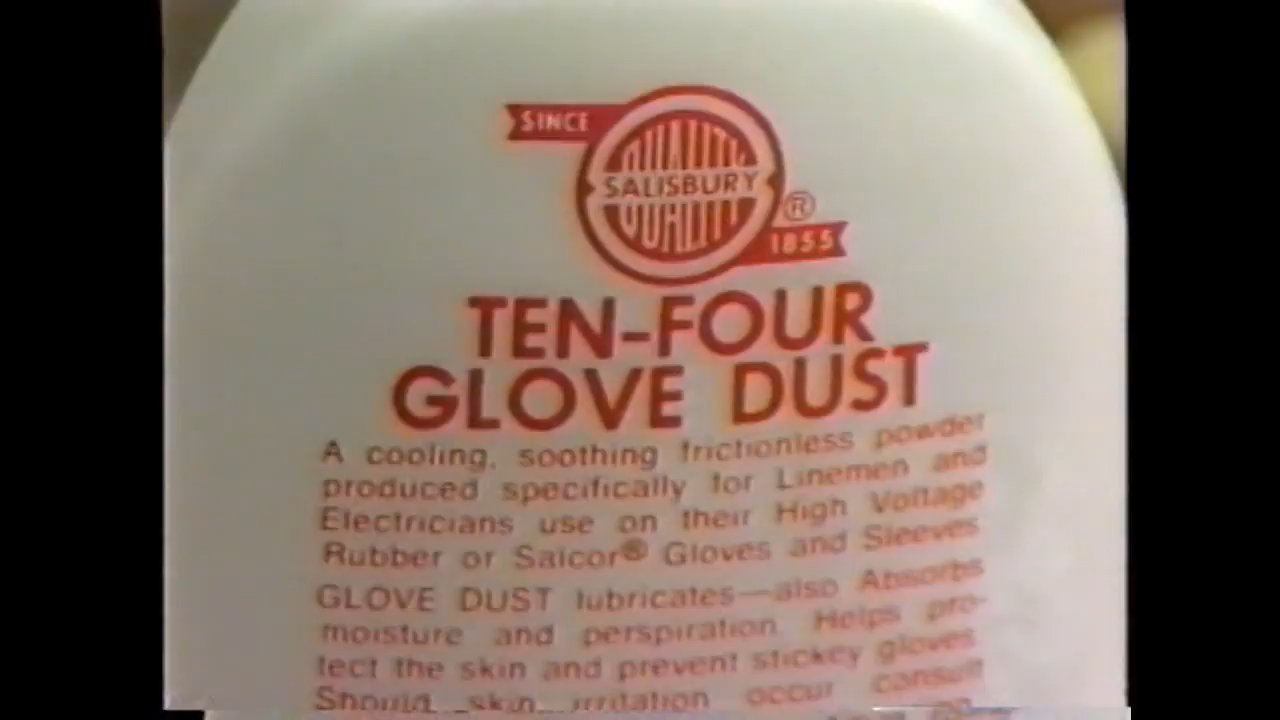 SINCE
QUALITY
SALISBURY
QUALITY
®
1855
TEN-FOUR
GLOVE DUST
A cooling, soothing frictionless powder
produced specifically for Linemen and
Electricians use on their High Voltage
Rubber or Salcor® Gloves and Sleeves
GLOVE DUST lubricates—also Absorbs
moisture and perspiration. Helps pro-
tect the skin and prevent stickey gloves
Should skin irritation occur consult